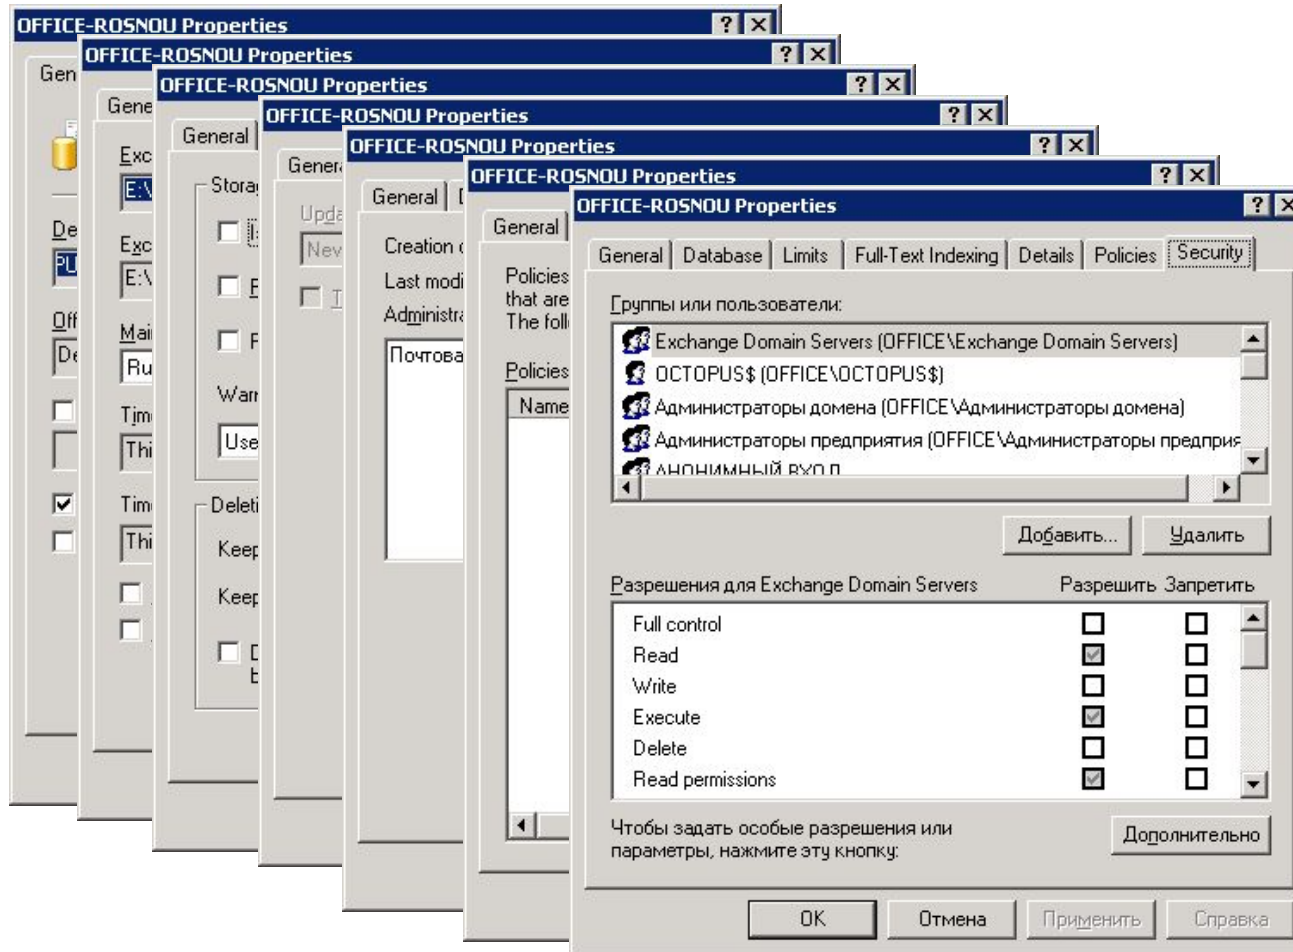 OFFICE-ROSNOU Properties
OFFICE-ROSNOU Properties
OFFICE-ROSNOU Properties
OFFICE-ROSNOU Properties
OFFICE-ROSNOU Properties
OFFICE-ROSNOU Properties
OFFICE-ROSNOU Properties
Gen
De
PU
Off
De
Gene
Exc
E:\
Exc
E:\
Mai
Ru
Tim
Thi
Tim
Thi
General
Storag
Warr
Use
Deleti
Keep
Keep
Genera
Upda
Nev
General
Creation
Last modi
Administra
Почтова
General
Policies
that are
The foll
Policies
Name
General Database Limits Full-Text Indexing Details Policies Security
Группы или пользователи:
Exchange Domain Servers (OFFICE\Exchange Domain Servers)
OCTOPUS$ (OFFICE\OCTOPUS$)
Администраторы домена (OFFICE\Администраторы домена)
Администраторы предприятия (OFFICE\Администраторы предприя
АНОНИМНЫЙ ВХОД
Добавить... Удалить
Разрешения для Exchange Domain Servers Разрешить Запретить
Full control
Read
Write
Execute
Delete
Read permissions
Чтобы задать особые разрешения или
параметры, нажмите эту кнопку:
Дополнительно
OK Отмена Применить Справка